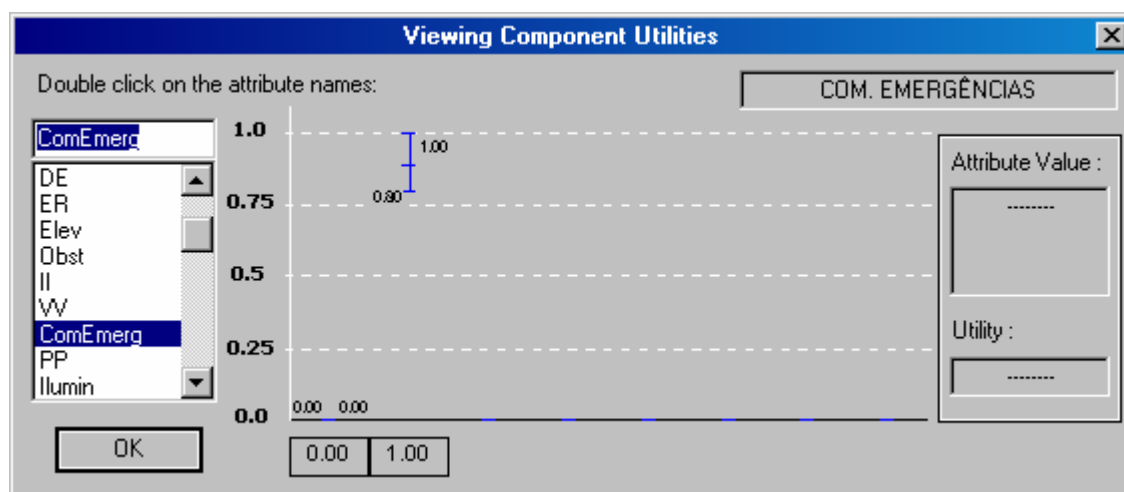 Viewing Component Utilities
Double click on the attribute names:
COM. EMERGÊNCIAS
ComEmerg
DE
ER
Elev
Obst
II
VV
ComEmerg
PP
Ilumin
OK
1.0
0.75
0.5
0.25
0.0
1.00
0.80
0.00 0.00
0.00 1.00
Attribute Value :
--------
Utility :
--------